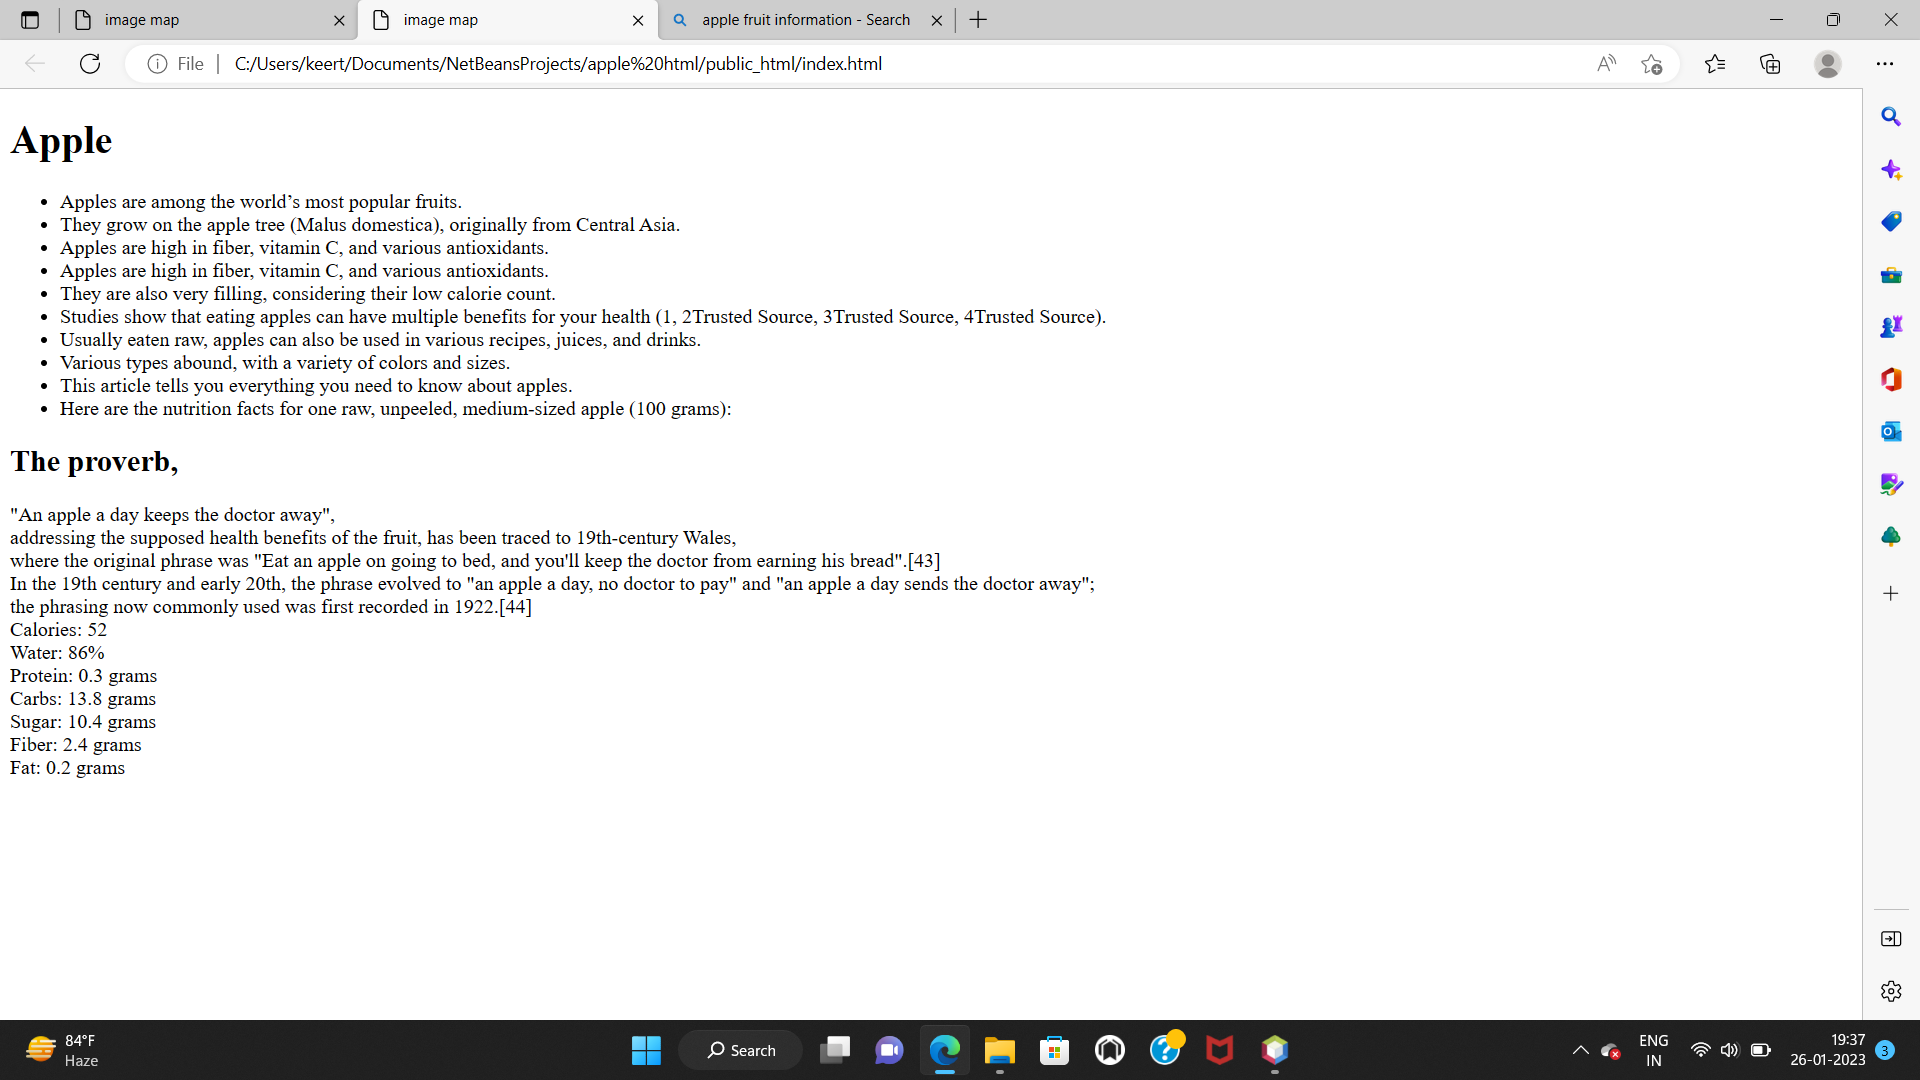 image map
image map
apple fruit information - Search
File
C:/Users/keert/Documents/NetBeansProjects/apple%20html/public_html/index.html
Apple
• Apples are among the world’s most popular fruits.
• They grow on the apple tree (Malus domestica), originally from Central Asia.
• Apples are high in fiber, vitamin C, and various antioxidants.
• Apples are high in fiber, vitamin C, and various antioxidants.
• They are also very filling, considering their low calorie count.
• Studies show that eating apples can have multiple benefits for your health (1, 2Trusted Source, 3Trusted Source, 4Trusted Source).
• Usually eaten raw, apples can also be used in various recipes, juices, and drinks.
• Various types abound, with a variety of colors and sizes.
• This article tells you everything you need to know about apples.
• Here are the nutrition facts for one raw, unpeeled, medium-sized apple (100 grams):
The proverb,
"An apple a day keeps the doctor away",
addressing the supposed health benefits of the fruit, has been traced to 19th-century Wales,
where the original phrase was "Eat an apple on going to bed, and you'll keep the doctor from earning his bread".[43]
In the 19th century and early 20th, the phrase evolved to "an apple a day, no doctor to pay" and "an apple a day sends the doctor away";
the phrasing now commonly used was first recorded in 1922.[44]
Calories: 52
Water: 86%
Protein: 0.3 grams
Carbs: 13.8 grams
Sugar: 10.4 grams
Fiber: 2.4 grams
Fat: 0.2 grams
84°F
Haze
Search
ENG
IN
19:37
26-01-2023
3